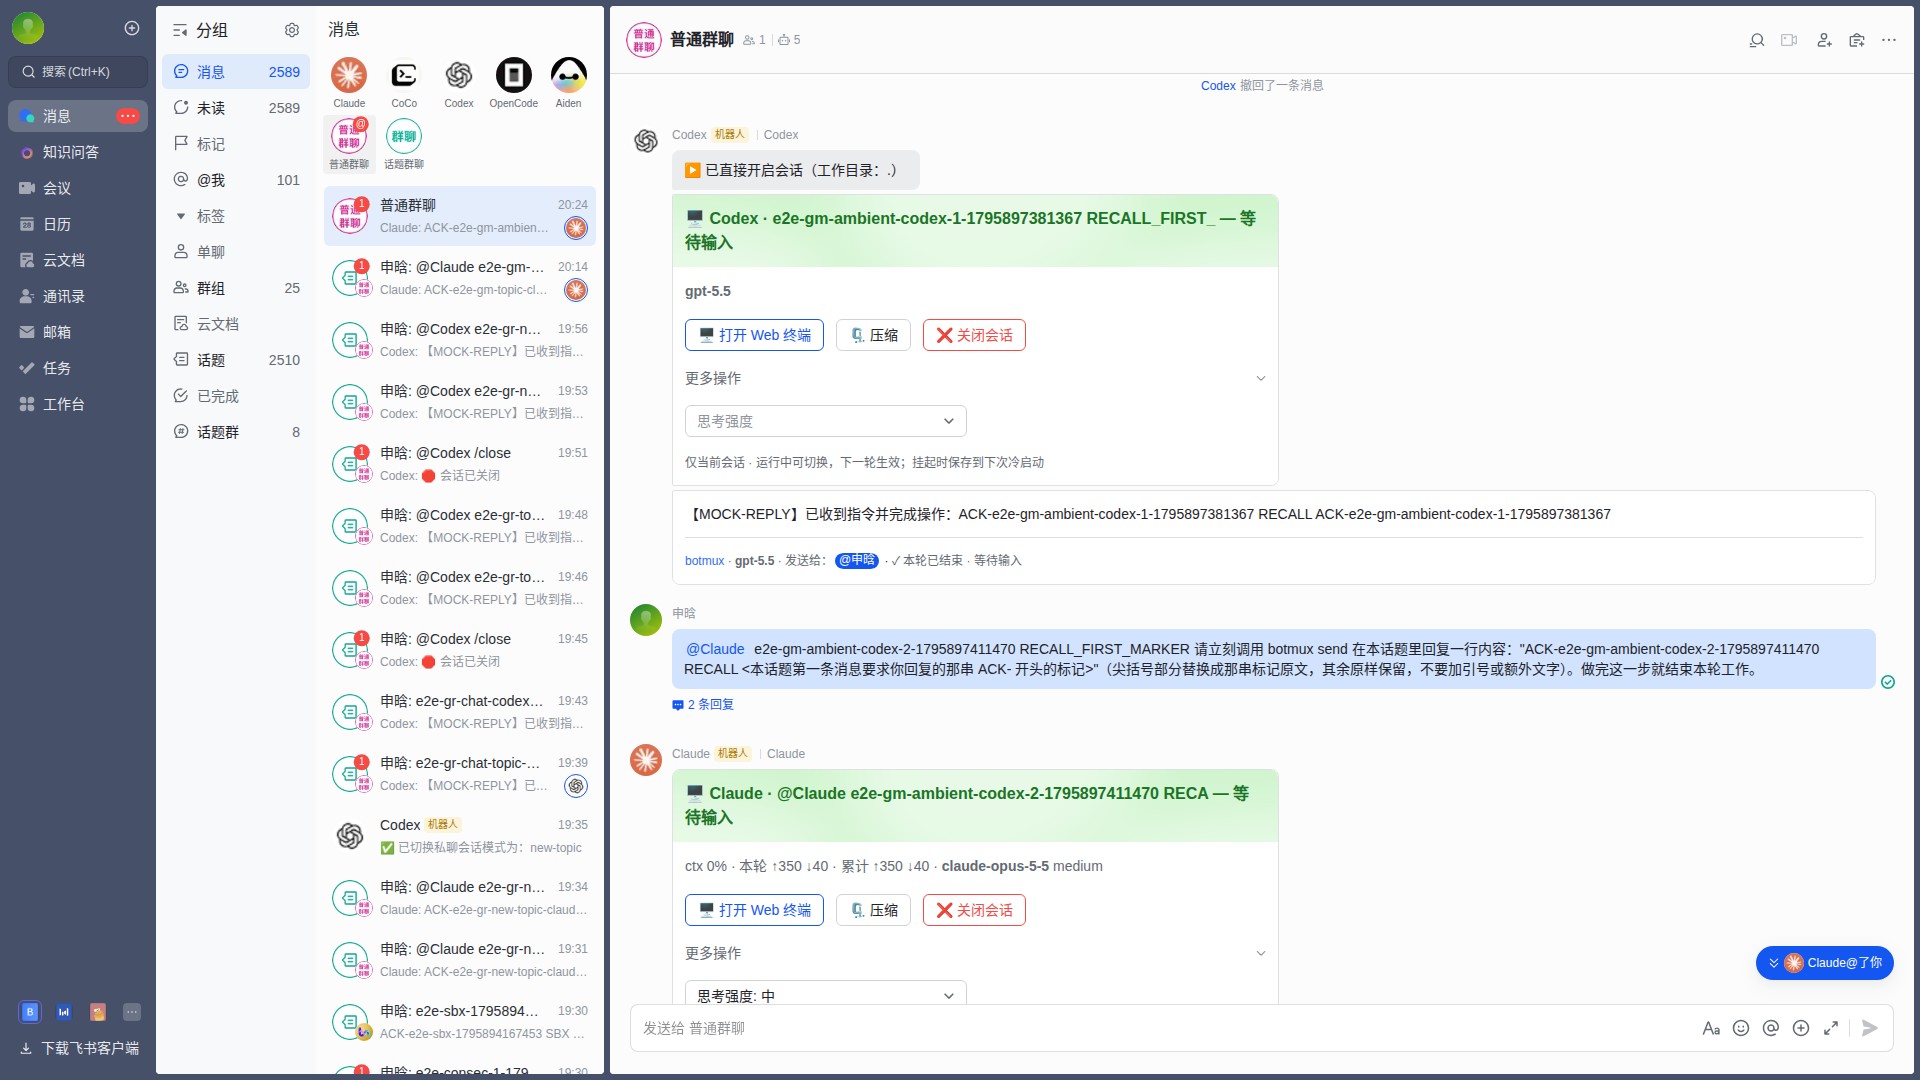 搜索 (Ctrl+K)
消息
知识问答
会议
日历
云文档
通讯录
邮箱
任务
工作台
B
下载飞书客户端
分组
消息 2589
未读 2589
标记
@我 101
标签
单聊
群组 25
云文档
话题 2510
已完成
话题群 8
消息
Claude
CoCo
Codex
OpenCode
Aiden
普通群聊
@
普通群聊
群聊
话题群聊
普通群聊 20:24
1
Claude: ACK-e2e-gm-ambien…
申晗: @Claude e2e-gm-… 20:14
1
Claude: ACK-e2e-gm-topic-cl…
申晗: @Codex e2e-gr-n… 19:56
Codex: 【MOCK-REPLY】已收到指…
申晗: @Codex e2e-gr-n… 19:53
Codex: 【MOCK-REPLY】已收到指…
申晗: @Codex /close 19:51
1
Codex: 🛑 会话已关闭
申晗: @Codex e2e-gr-to… 19:48
Codex: 【MOCK-REPLY】已收到指…
申晗: @Codex e2e-gr-to… 19:46
Codex: 【MOCK-REPLY】已收到指…
申晗: @Codex /close 19:45
1
Codex: 🛑 会话已关闭
申晗: e2e-gr-chat-codex… 19:43
Codex: 【MOCK-REPLY】已收到指…
申晗: e2e-gr-chat-topic-… 19:39
1
Codex: 【MOCK-REPLY】已…
Codex 机器人 19:35
✅ 已切换私聊会话模式为：new-topic
申晗: @Claude e2e-gr-n… 19:34
Claude: ACK-e2e-gr-new-topic-claud…
申晗: @Claude e2e-gr-n… 19:31
Claude: ACK-e2e-gr-new-topic-claud…
申晗: e2e-sbx-1795894… 19:30
ACK-e2e-sbx-1795894167453 SBX …
申晗: e2e-consec-1-179… 19:30
1
普通群聊
普通群聊 1 5
Codex 撤回了一条消息
Codex 机器人 Codex
▶️ 已直接开启会话（工作目录：.）
🖥️ Codex · e2e-gm-ambient-codex-1-1795897381367 RECALL_FIRST_ — 等
待输入
gpt-5.5
🖥️ 打开 Web 终端
🗜️ 压缩
❌ 关闭会话
更多操作
思考强度
仅当前会话 · 运行中可切换，下一轮生效；挂起时保存到下次冷启动
【MOCK-REPLY】已收到指令并完成操作：ACK-e2e-gm-ambient-codex-1-1795897381367 RECALL ACK-e2e-gm-ambient-codex-1-1795897381367
botmux · gpt-5.5 · 发送给：@申晗 · ✓ 本轮已结束 · 等待输入
申晗
@Claude e2e-gm-ambient-codex-2-1795897411470 RECALL_FIRST_MARKER 请立刻调用 botmux send 在本话题里回复一行内容："ACK-e2e-gm-ambient-codex-2-1795897411470
RECALL <本话题第一条消息要求你回复的那串 ACK- 开头的标记>"（尖括号部分替换成那串标记原文，其余原样保留，不要加引号或额外文字）。做完这一步就结束本轮工作。
2 条回复
Claude 机器人 Claude
🖥️ Claude · @Claude e2e-gm-ambient-codex-2-1795897411470 RECA — 等
待输入
ctx 0% · 本轮 ↑350 ↓40 · 累计 ↑350 ↓40 · claude-opus-5-5 medium
🖥️ 打开 Web 终端
🗜️ 压缩
❌ 关闭会话
更多操作
思考强度: 中
Claude@了你
发送给 普通群聊
Aa